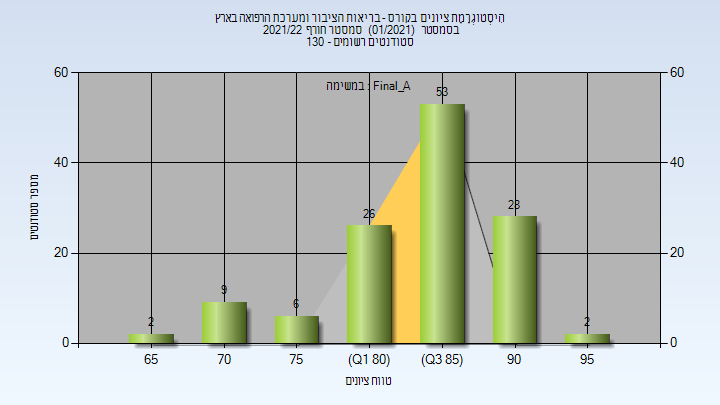 הִיסְטוֹגְרָמַת ציונים בקורס - בריאות הציבור ומערכת הרפואה בארץ
בסמסטר (01/2021) סמסטר חורף 2021/22
סטודנטים רשומים - 130
במשימה : Final_A
60 60
40 40
20 20
0 0
2 9 6 26 53 28 2
65 70 75 (Q1 80) (Q3 85) 90 95
מספר סטודנטים
טווח ציונים